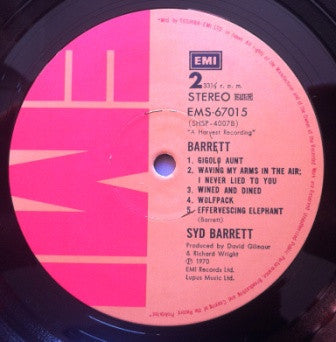 EMI
2 33⅓ r. p. m.
STEREO
EMS-67015
(SHSP-4007B)
"A Harvest Recording"
BARRETT
1. GIGOLO AUNT
2. WAVING MY ARMS IN THE AIR;
I NEVER LIED TO YOU
3. WINED AND DINED
4. WOLFPACK
5. EFFERVESCING ELEPHANT
(Barrett)
SYD BARRETT
Produced by David Gilmour
& Richard Wright
℗ 1970
EMI Records Ltd.
Lupus Music Ltd.
EMI